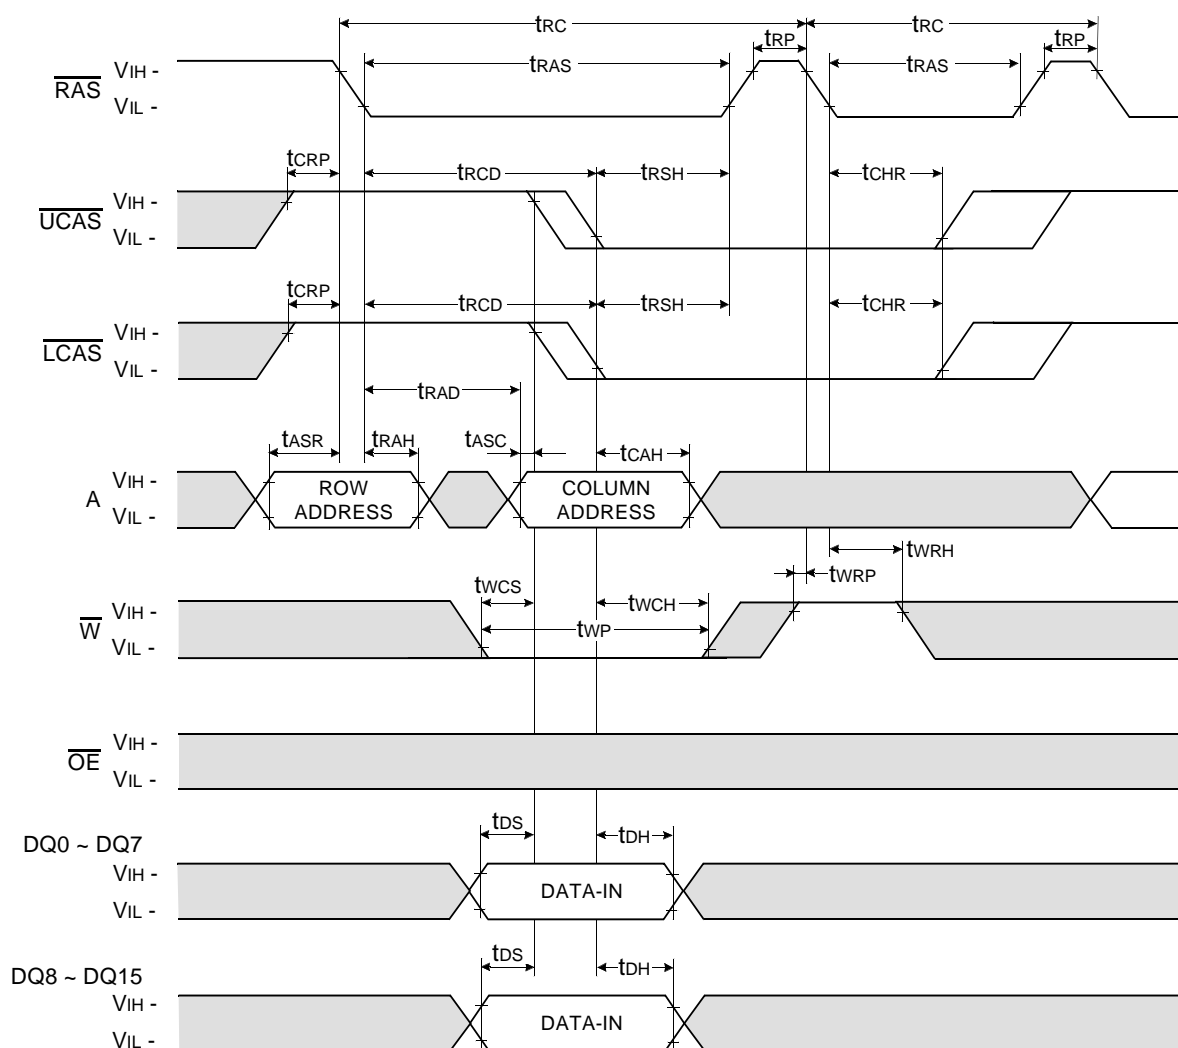 tRC tRC
tRP tRP
tRAS tRAS
RAS VIH -
VIL -
tCRP tRCD tRSH tCHR
UCAS VIH -
VIL -
tCRP tRCD tRSH tCHR
LCAS VIH -
VIL -
tRAD
tASR tRAH tASC tCAH
A VIH -
VIL -
ROW
ADDRESS
COLUMN
ADDRESS
tWRH
tWRP
tWCS tWCH
tWP
W VIH -
VIL -
OE VIH -
VIL -
tDS tDH
DQ0 ~ DQ7
VIH -
VIL -
DATA-IN
tDS tDH
DQ8 ~ DQ15
VIH -
VIL -
DATA-IN